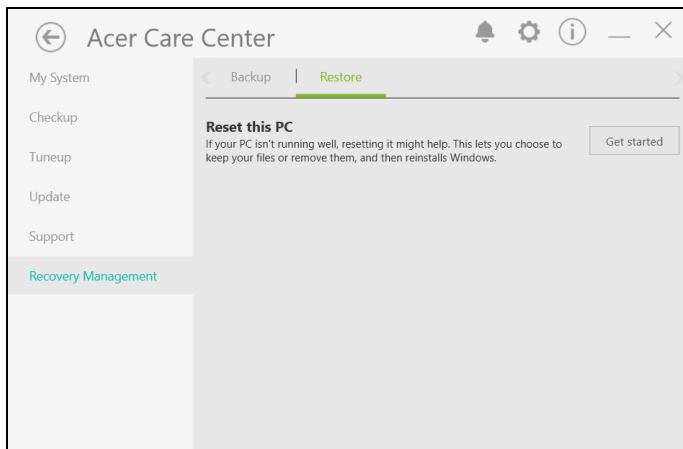 Acer Care Center
My System
Backup
Restore
Checkup
Reset this PC
If your PC isn't running well, resetting it might help. This lets you choose to
keep your files or remove them, and then reinstalls Windows.
Get started
Tuneup
Update
Support
Recovery Management